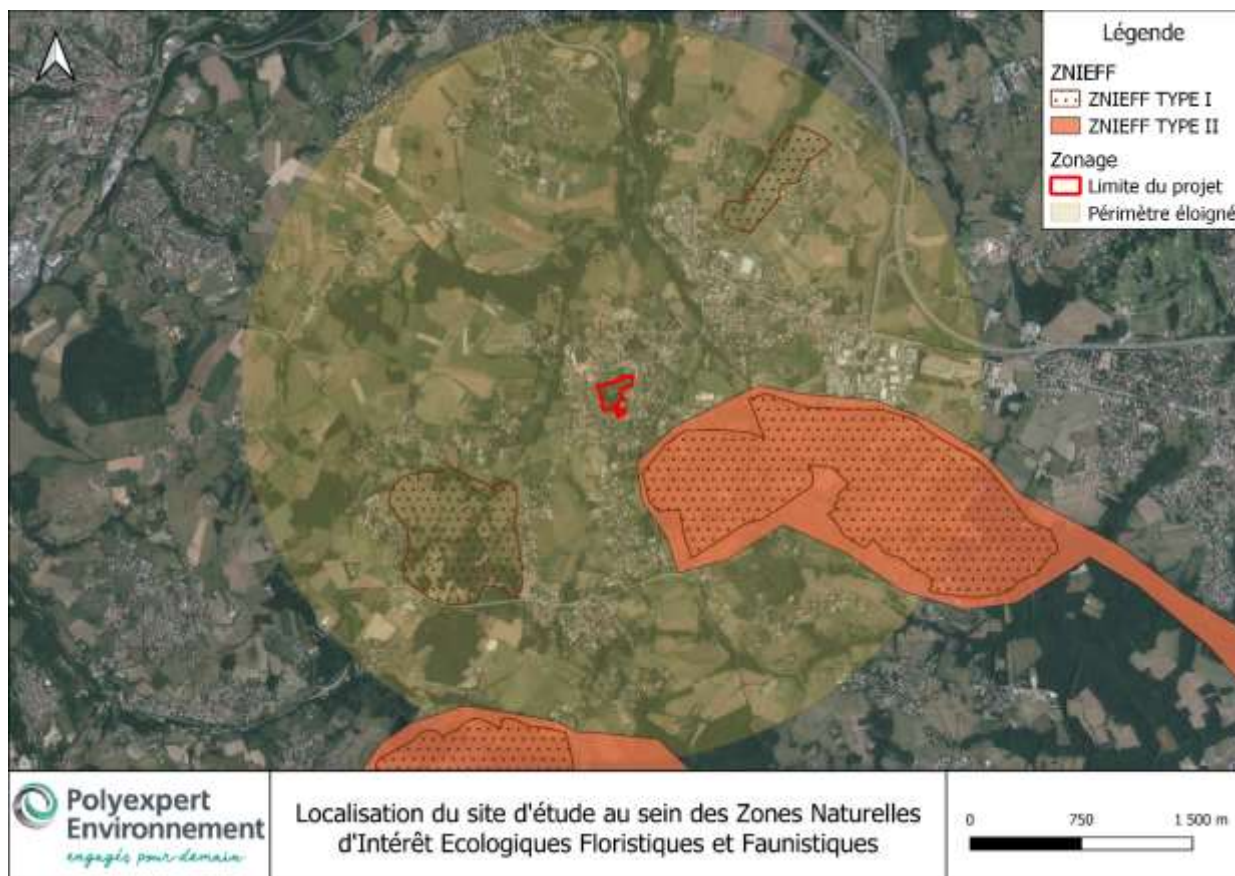 Légende
ZNIEFF
ZNIEFF TYPE I
ZNIEFF TYPE II
Zonage
Limite du projet
Périmètre éloigné
Polyexpert
Environnement
engagés pour demain
Localisation du site d'étude au sein des Zones Naturelles
d'Intérêt Ecologiques Floristiques et Faunistiques
0 750 1 500 m